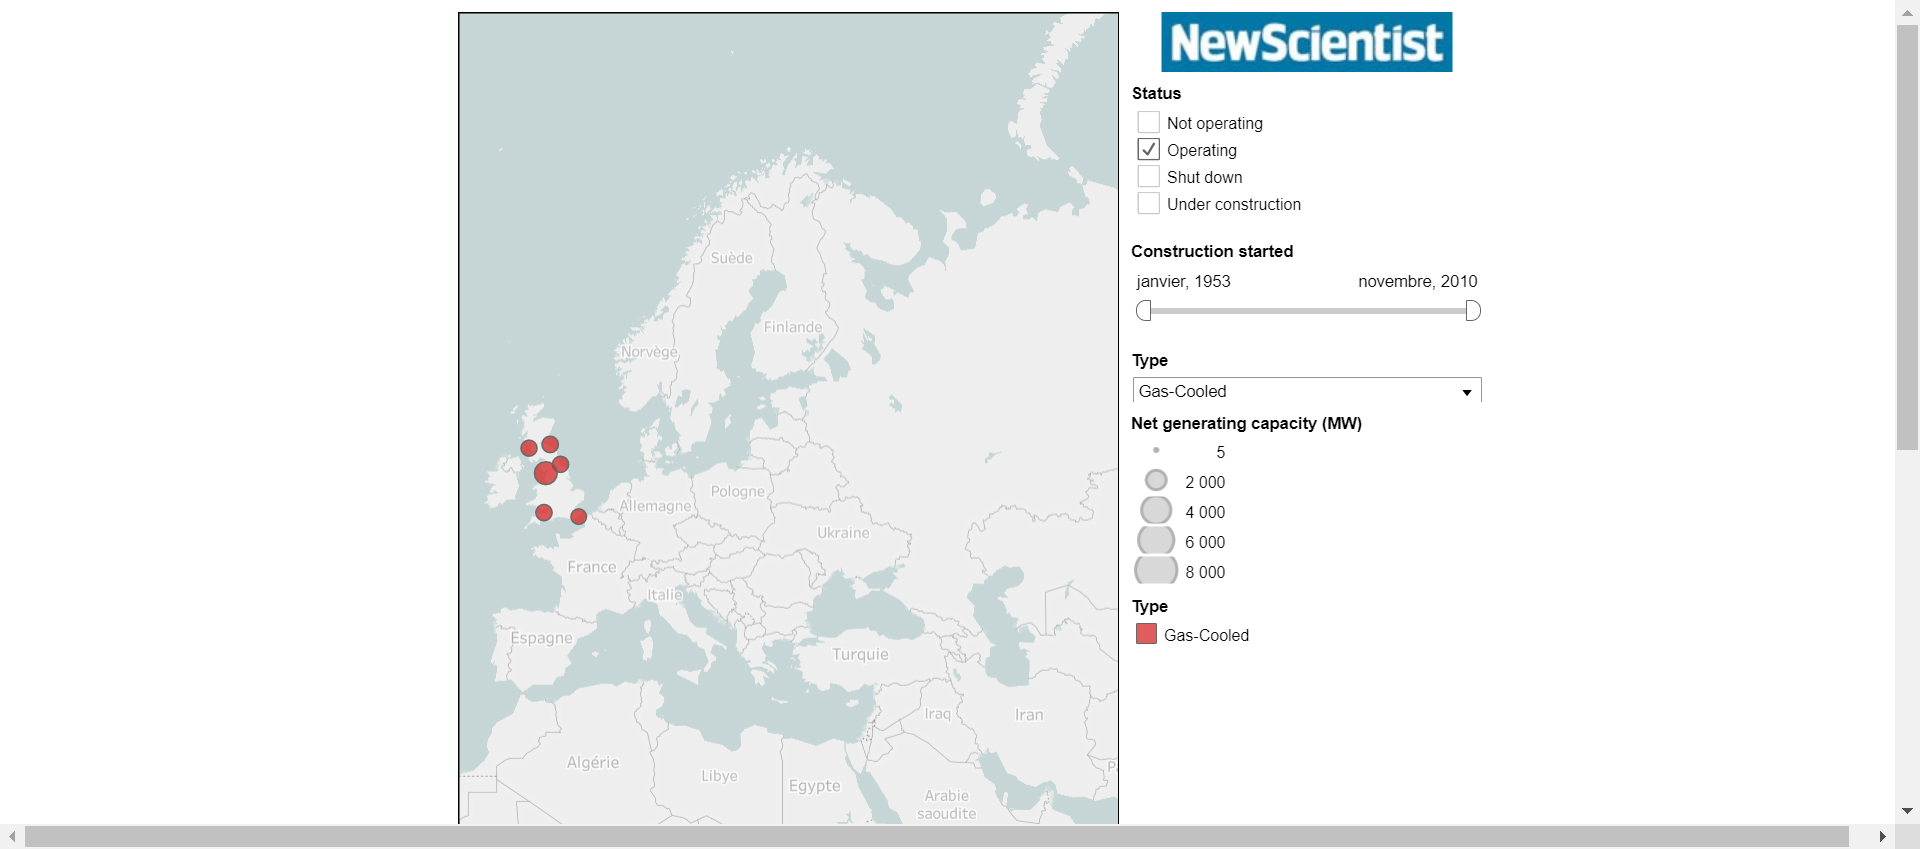 NewScientist
Status
Not operating
Operating
Shut down
Under construction
Construction started
janvier, 1953 novembre, 2010
Type
Gas-Cooled
Net generating capacity (MW)
5
2 000
4 000
6 000
8 000
Type
Gas-Cooled
Suède
Finlande
Norvège
Pologne
Allemagne
Ukraine
France
Italie
Espagne
Turquie
Iraq
Iran
Algérie
Libye
Egypte
P
Arabie
saoudite